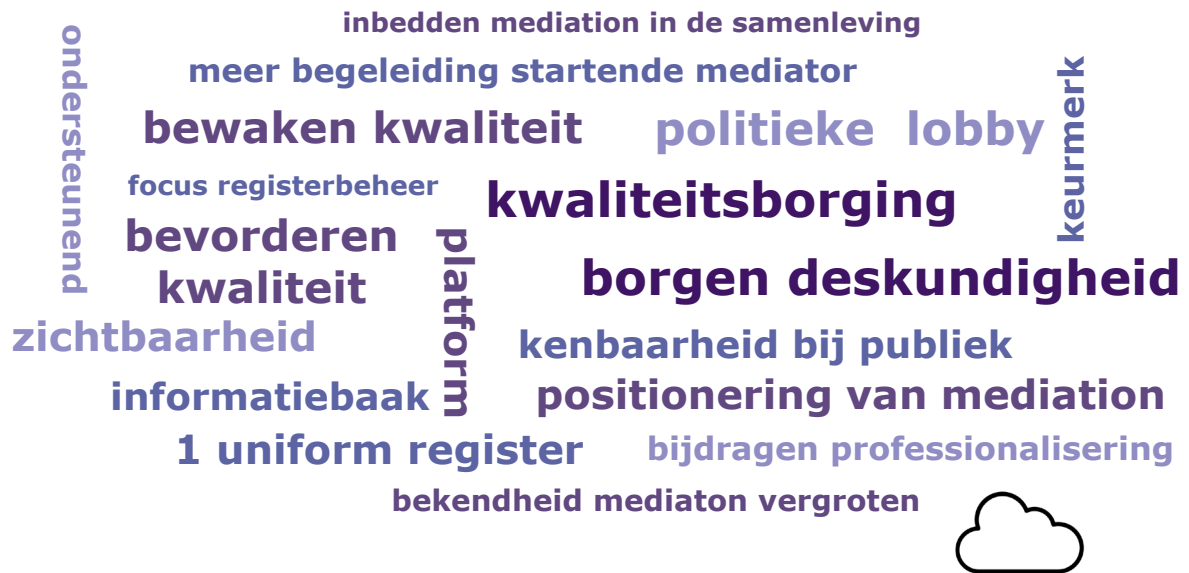 inbedden mediation in de samenleving
ondersteunend
meer begeleiding startende mediator
keurmerk
bewaken kwaliteit
politieke lobby
focus registerbeheer
kwaliteitsborging
bevorderen
kwaliteit
platform
borgen deskundigheid
zichtbaarheid
kenbaarheid bij publiek
informatiebaak
positionering van mediation
1 uniform register
bijdragen professionalisering
bekendheid mediaton vergroten